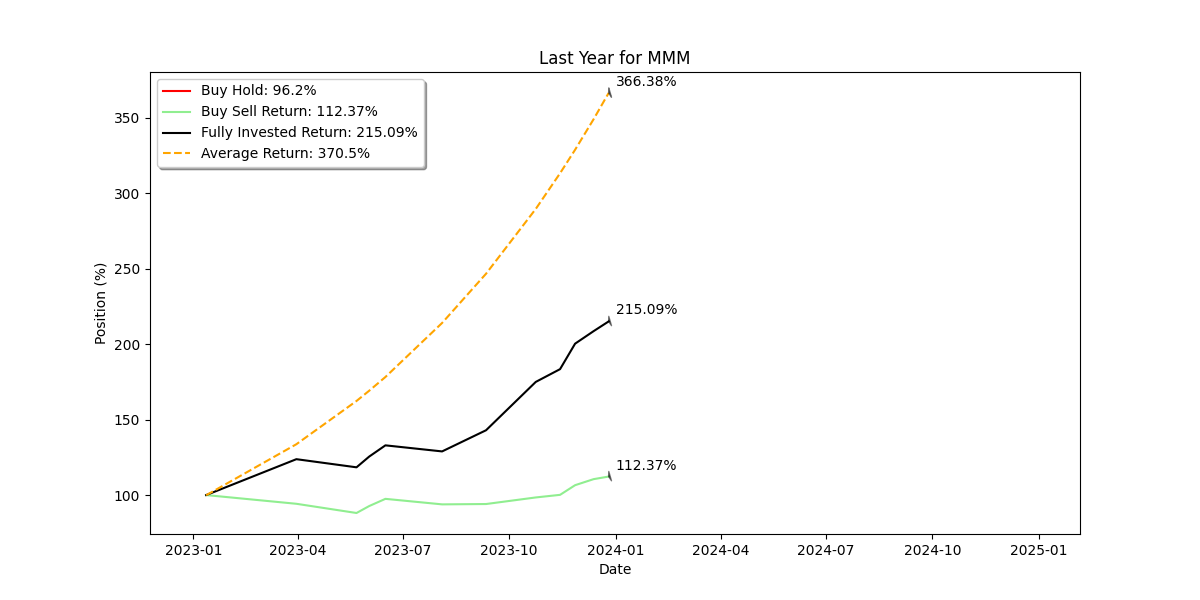 Last Year for MMM
366.38%
Buy Hold: 96.2%
Buy Sell Return: 112.37%
Fully Invested Return: 215.09%
Average Return: 370.5%
350
300
250
200
150
100
Position (%)
215.09%
112.37%
2023-01 2023-04 2023-07 2023-10 2024-01 2024-04 2024-07 2024-10 2025-01
Date